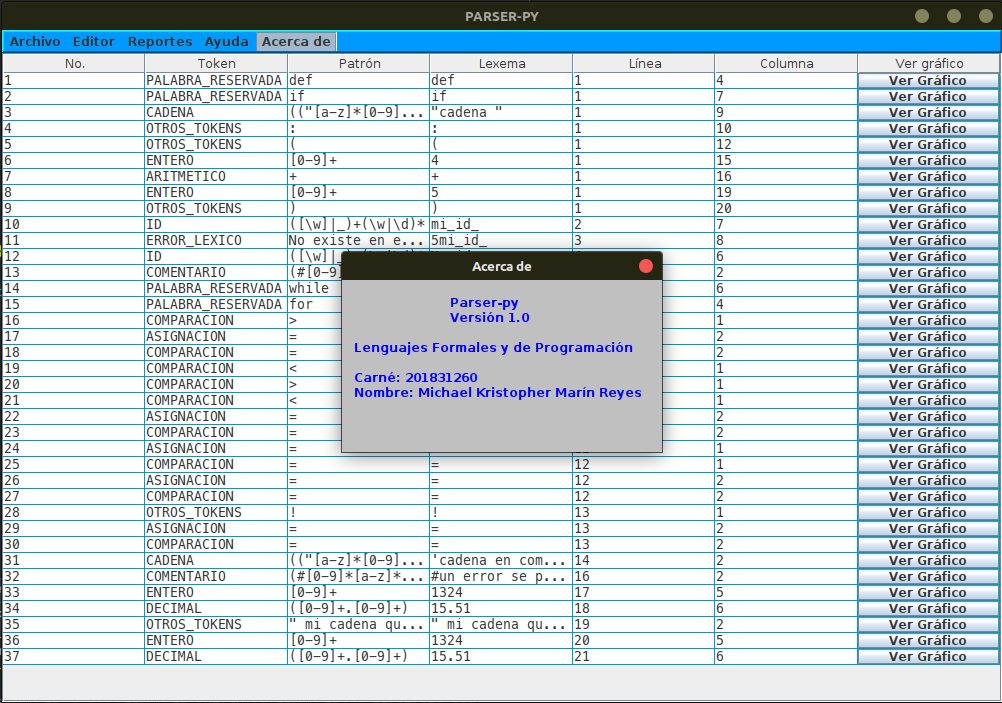 PARSER-PY
Archivo Editor Reportes Ayuda Acerca de
No. Token Patrón Lexema Línea Columna Ver gráfico
1 PALABRA_RESERVADA def def 1 4 Ver Gráfico
2 PALABRA_RESERVADA if if 1 7 Ver Gráfico
3 CADENA (("[a-z]*[0-9]... "cadena " 1 9 Ver Gráfico
4 OTROS_TOKENS : : 1 10 Ver Gráfico
5 OTROS_TOKENS ( ( 1 12 Ver Gráfico
6 ENTERO [0-9]+ 4 1 15 Ver Gráfico
7 ARITMETICO + + 1 16 Ver Gráfico
8 ENTERO [0-9]+ 5 1 19 Ver Gráfico
9 OTROS_TOKENS ) ) 1 20 Ver Gráfico
10 ID ([\w]|_)+(\w|\d)* mi_id_ 2 7 Ver Gráfico
11 ERROR_LEXICO No existe en e... 5mi_id_ 3 8 Ver Gráfico
12 ID ([\w]|_ 6 Ver Gráfico
13 COMENTARIO (#[0-9] 2 Ver Gráfico
14 PALABRA_RESERVADA while 6 Ver Gráfico
15 PALABRA_RESERVADA for 4 Ver Gráfico
16 COMPARACION > 1 Ver Gráfico
17 ASIGNACION = 2 Ver Gráfico
18 COMPARACION = 2 Ver Gráfico
19 COMPARACION < 1 Ver Gráfico
20 COMPARACION > 1 Ver Gráfico
21 COMPARACION < 1 Ver Gráfico
22 ASIGNACION = 2 Ver Gráfico
23 COMPARACION = 2 Ver Gráfico
24 ASIGNACION = 1 Ver Gráfico
25 COMPARACION = = 12 1 Ver Gráfico
26 ASIGNACION = = 12 2 Ver Gráfico
27 COMPARACION = = 12 2 Ver Gráfico
28 OTROS_TOKENS ! ! 13 1 Ver Gráfico
29 ASIGNACION = = 13 2 Ver Gráfico
30 COMPARACION = = 13 2 Ver Gráfico
31 CADENA (("[a-z]*[0-9]... 'cadena en com... 14 2 Ver Gráfico
32 COMENTARIO (#[0-9]*[a-z]*... #un error se p... 16 2 Ver Gráfico
33 ENTERO [0-9]+ 1324 17 5 Ver Gráfico
34 DECIMAL ([0-9]+.[0-9]+) 15.51 18 6 Ver Gráfico
35 OTROS_TOKENS " mi cadena qu... " mi cadena qu... 19 2 Ver Gráfico
36 ENTERO [0-9]+ 1324 20 5 Ver Gráfico
37 DECIMAL ([0-9]+.[0-9]+) 15.51 21 6 Ver Gráfico
Acerca de
Parser-py
Versión 1.0
Lenguajes Formales y de Programación
Carné: 201831260
Nombre: Michael Kristopher Marín Reyes